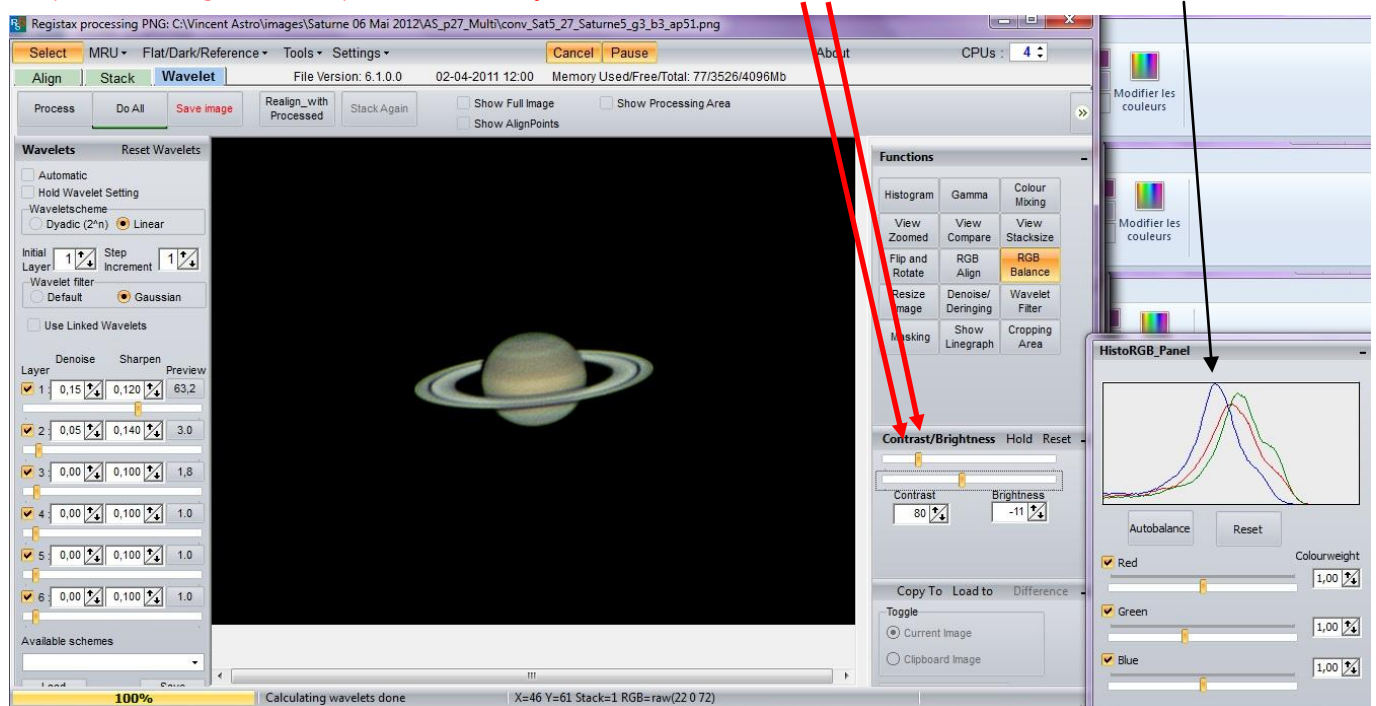 Registax processing PNG: C:\Vincent Astro\images\Saturne 06 Mai 2012\AS_p27_Multi\conv_Sat5_27_Saturne5_g3_b3_ap51.png
Select MRU Flat/Dark/Reference Tools Settings Cancel Pause About CPUs : 4
Align Stack Wavelet File Version: 6.1.0.0 02-04-2011 12:00 Memory Used/Free/Total: 77/3526/4096Mb
Process Do All Save image Realign_with Processed Stack Again Show Full Image Show Processing Area
Show AlignPoints
Wavelets Reset Wavelets
Automatic
Hold Wavelet Setting
Waveletscheme
Dyadic (2^n) Linear
Initial Layer 1 Step Increment 1
Wavelet filter
Default Gaussian
Use Linked Wavelets
Denoise Sharpen
Layer Preview
1 : 0,15 0,120 63,2
2 : 0,05 0,140 3.0
3 : 0,00 0,100 1,8
4 : 0,00 0,100 1.0
5 : 0,00 0,100 1.0
6 : 0,00 0,100 1.0
Available schemes
100% Calculating wavelets done X=46 Y=61 Stack=1 RGB=raw(22 0 72)
Functions
Histogram Gamma Colour Mixing
View Zoomed View Compare View Stacksize
Flip and Rotate RGB Align RGB Balance
Resize Image Denoise/ Deringing Wavelet Filter
Masking Show Linegraph Cropping Area
Contrast/Brightness Hold Reset
Contrast Brightness
80 -11
Copy To Load to Difference
Toggle
Current Image
Clipboard Image
Modifier les
couleurs
Modifier les
couleurs
HistoRGB_Panel
Autobalance Reset
Colourweight
Red 1,00
Green 1,00
Blue 1,00